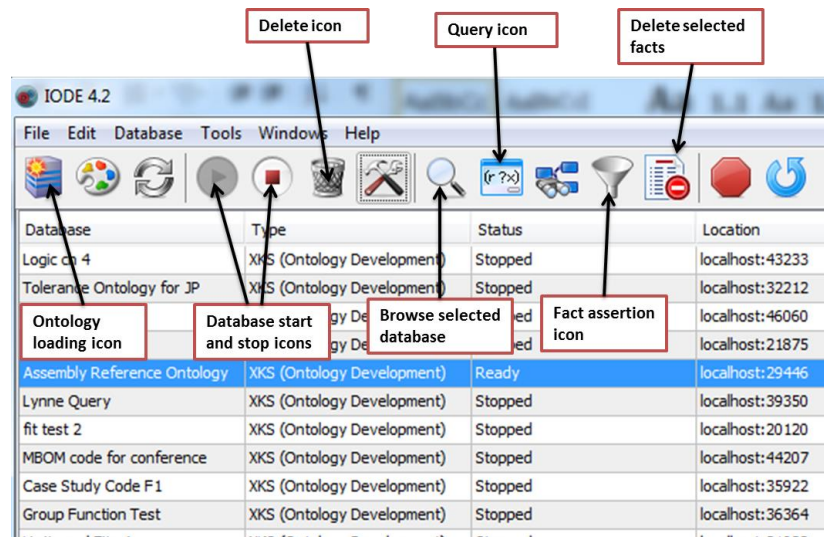 Delete icon
Query icon
Delete selected
facts
IODE 4.2
File Edit Database Tools Windows Help
(r ?x)
Database Type Status Location
Logic ch 4 XKS (Ontology Development) Stopped localhost:43233
Tolerance Ontology for JP XKS (Ontology Development) Stopped localhost:32212
localhost:46060
localhost:21875
Ontology
loading icon
Database start
and stop icons
Browse selected
database
Fact assertion
icon
Assembly Reference Ontology XKS (Ontology Development) Ready localhost:29446
Lynne Query XKS (Ontology Development) Stopped localhost:39350
fit test 2 XKS (Ontology Development) Stopped localhost:20120
MBOM code for conference XKS (Ontology Development) Stopped localhost:44207
Case Study Code F1 XKS (Ontology Development) Stopped localhost:35922
Group Function Test XKS (Ontology Development) Stopped localhost:36364